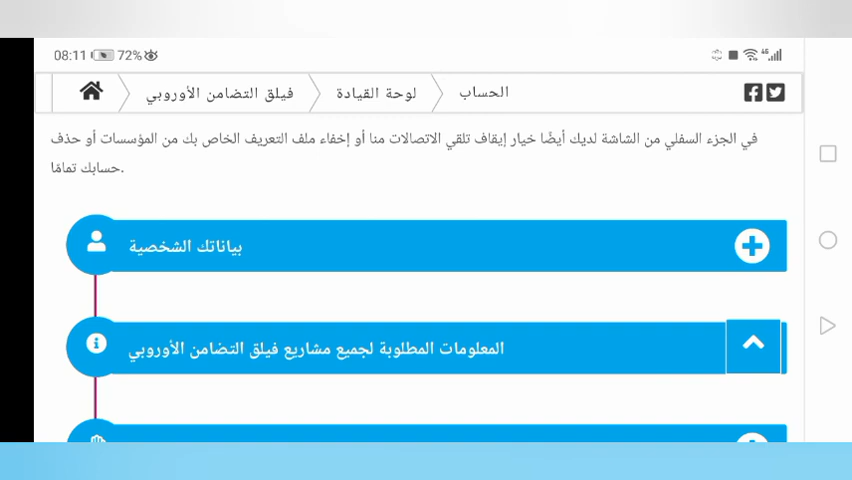 08:11 72%
4G
فيلق التضامن الأوروبي
لوحة القيادة
الحساب
في الجزء السفلي من الشاشة لديك أيضًا خيار إيقاف تلقي الاتصالات منا أو إخفاء ملف التعريف الخاص بك من المؤسسات أو حذف
حسابك تمامًا.
بياناتك الشخصية
المعلومات المطلوبة لجميع مشاريع فيلق التضامن الأوروبي